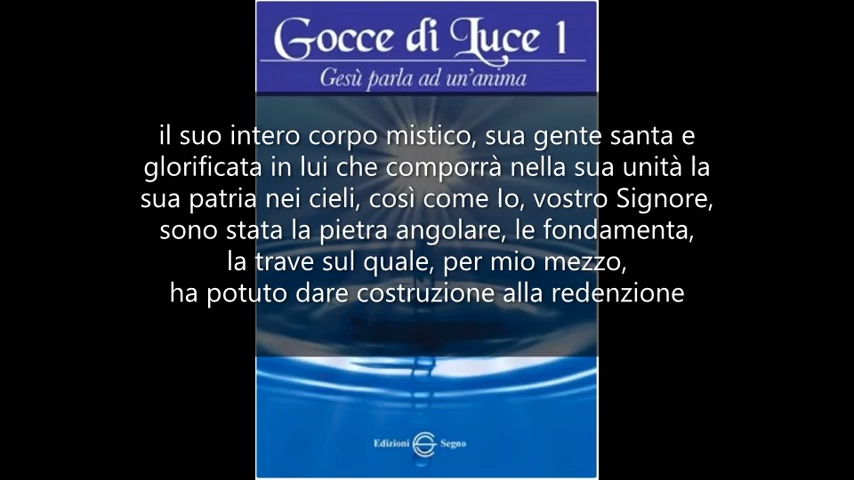 Gocce di Luce 1
Gesù parla ad un'anima
il suo intero corpo mistico, sua gente santa e
glorificata in lui che comporrà nella sua unità la
sua patria nei cieli, così come Io, vostro Signore,
sono stata la pietra angolare, le fondamenta,
la trave sul quale, per mio mezzo,
ha potuto dare costruzione alla redenzione
Edizioni Segno